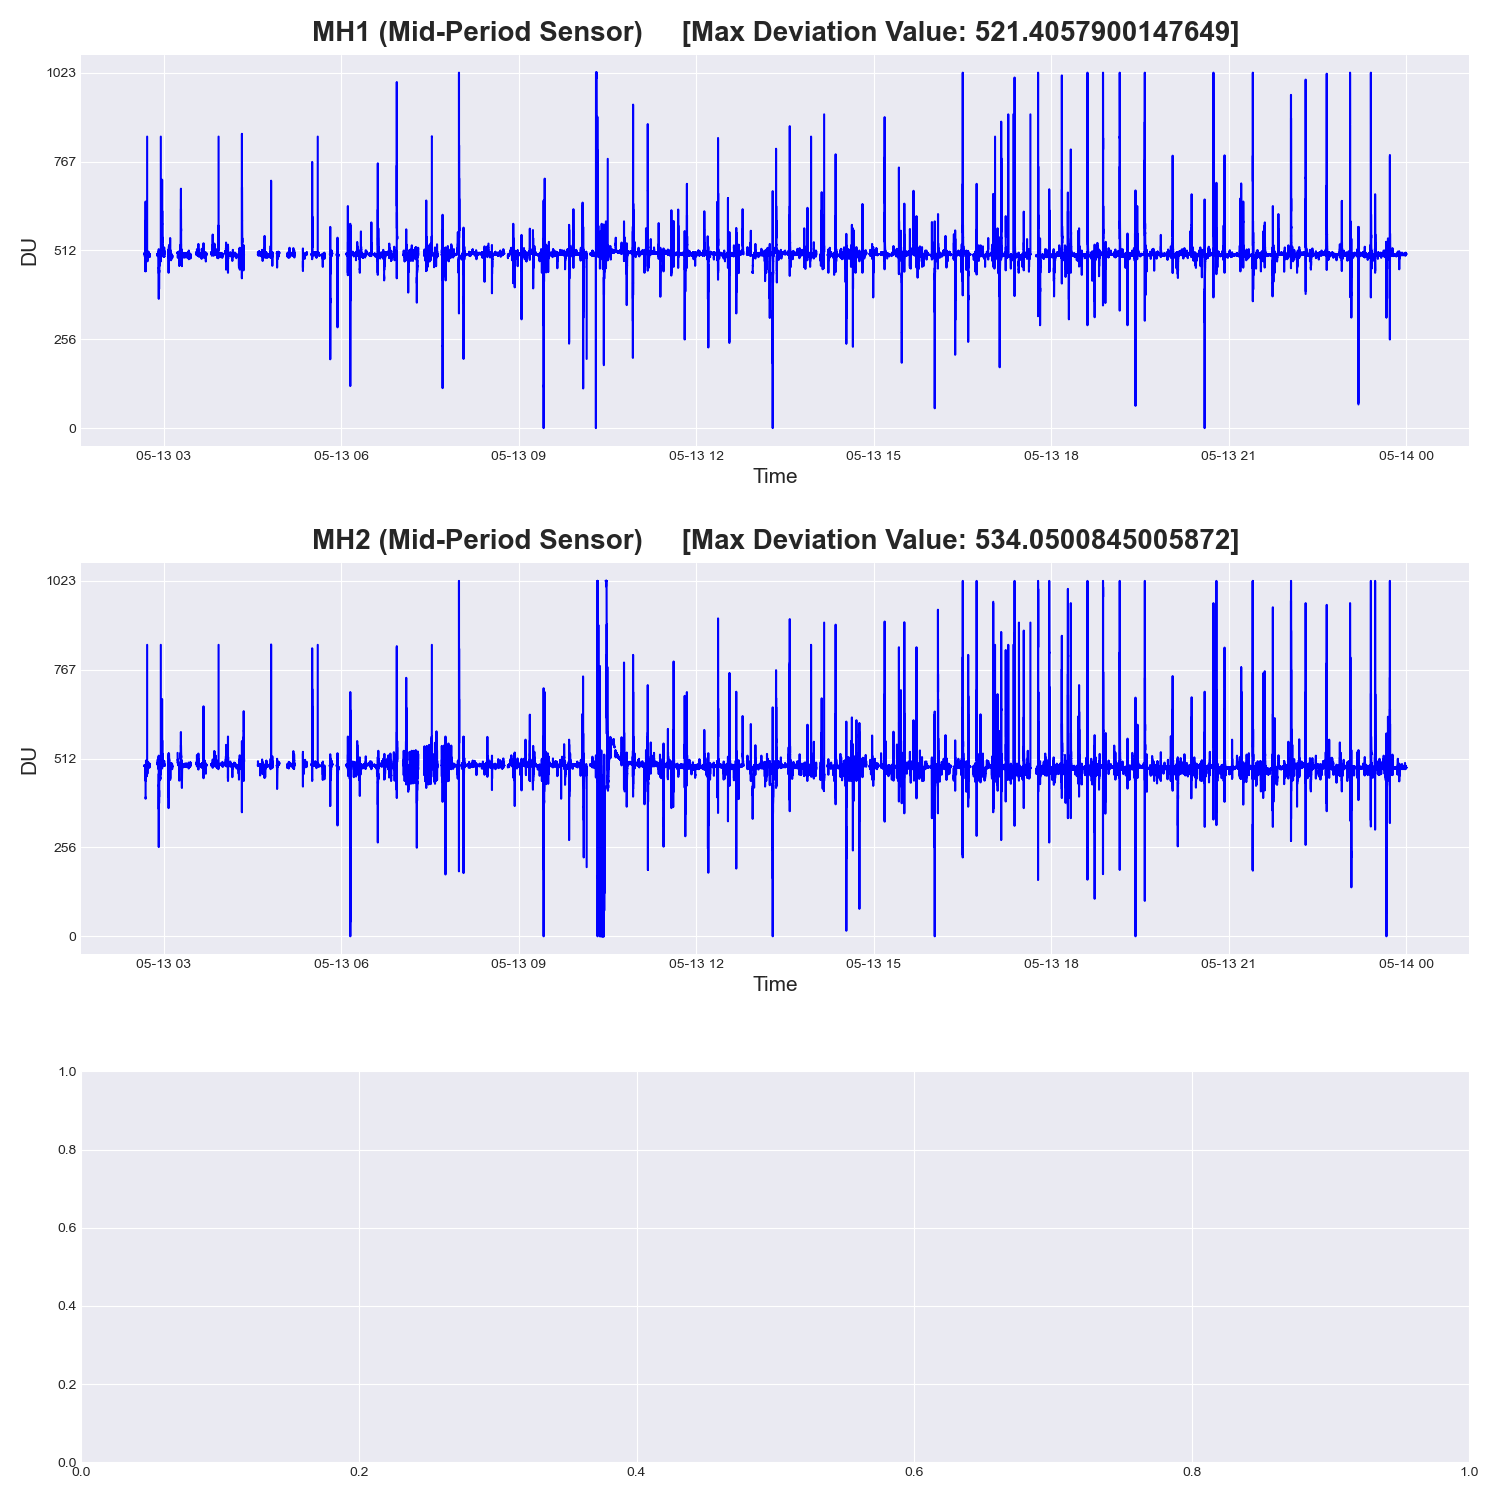 MH1 (Mid-Period Sensor) [Max Deviation Value: 521.4057900147649]
1023
767
512
256
0
DU
05-13 03 05-13 06 05-13 09 05-13 12 05-13 15 05-13 18 05-13 21 05-14 00
Time
MH2 (Mid-Period Sensor) [Max Deviation Value: 534.0500845005872]
1023
767
512
256
0
DU
05-13 03 05-13 06 05-13 09 05-13 12 05-13 15 05-13 18 05-13 21 05-14 00
Time
1.0
0.8
0.6
0.4
0.2
0.0
0.0 0.2 0.4 0.6 0.8 1.0